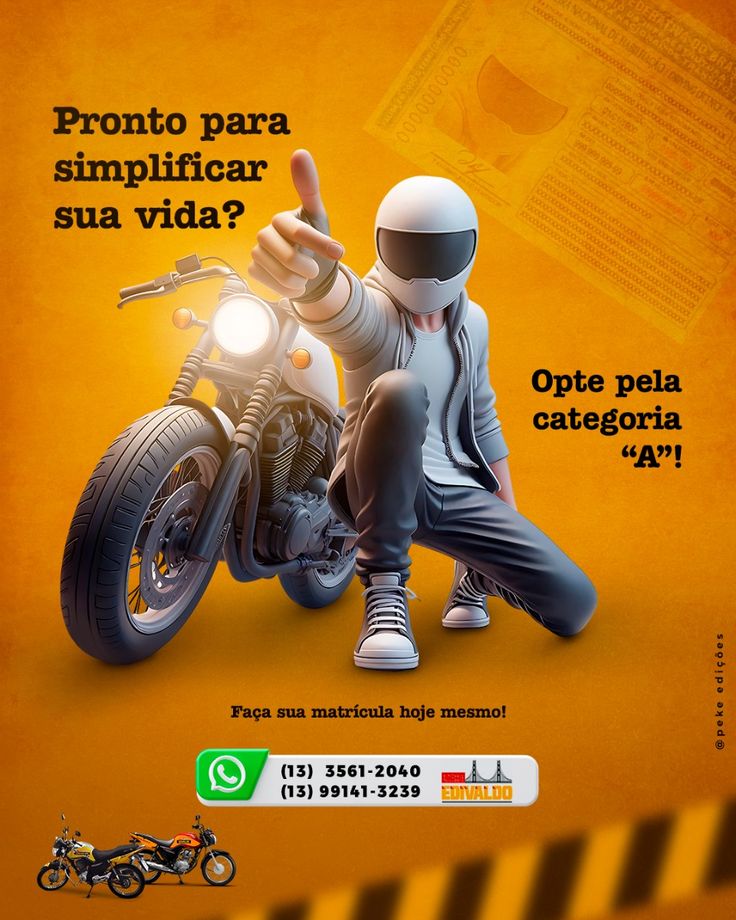 Pronto para
simplificar
sua vida?
Opte pela
categoria
“A”!
Faça sua matrícula hoje mesmo!
(13) 3561-2040
(13) 99141-3239
EDIVALDO
@peke edições